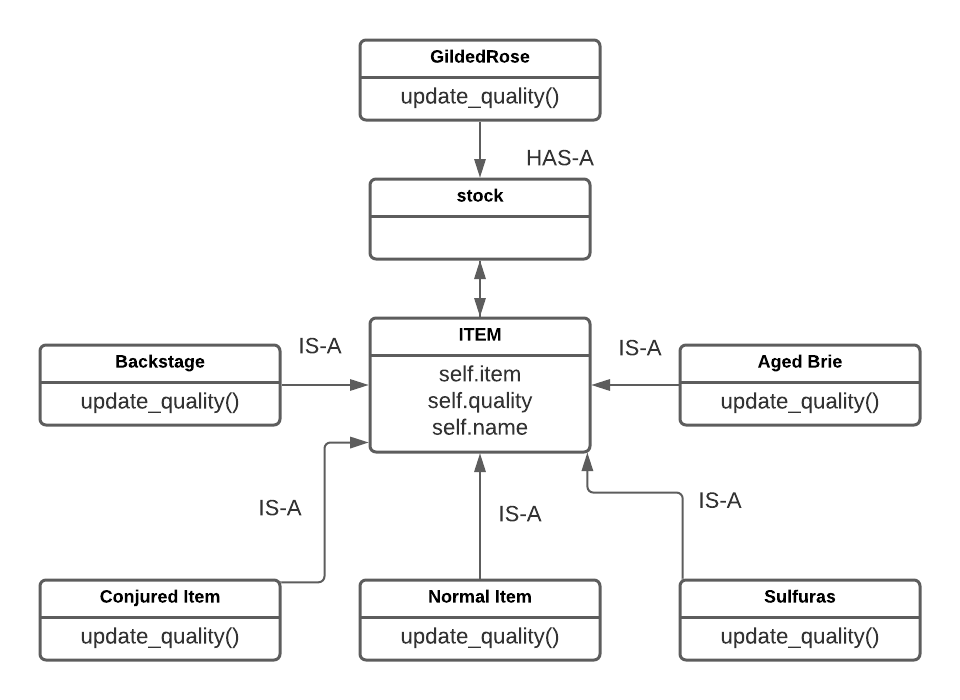 GildedRose
update_quality()
HAS-A
stock
ITEM
self.item
self.quality
self.name
IS-A
Backstage
update_quality()
IS-A
Aged Brie
update_quality()
IS-A
IS-A
IS-A
Conjured Item
update_quality()
Normal Item
update_quality()
Sulfuras
update_quality()